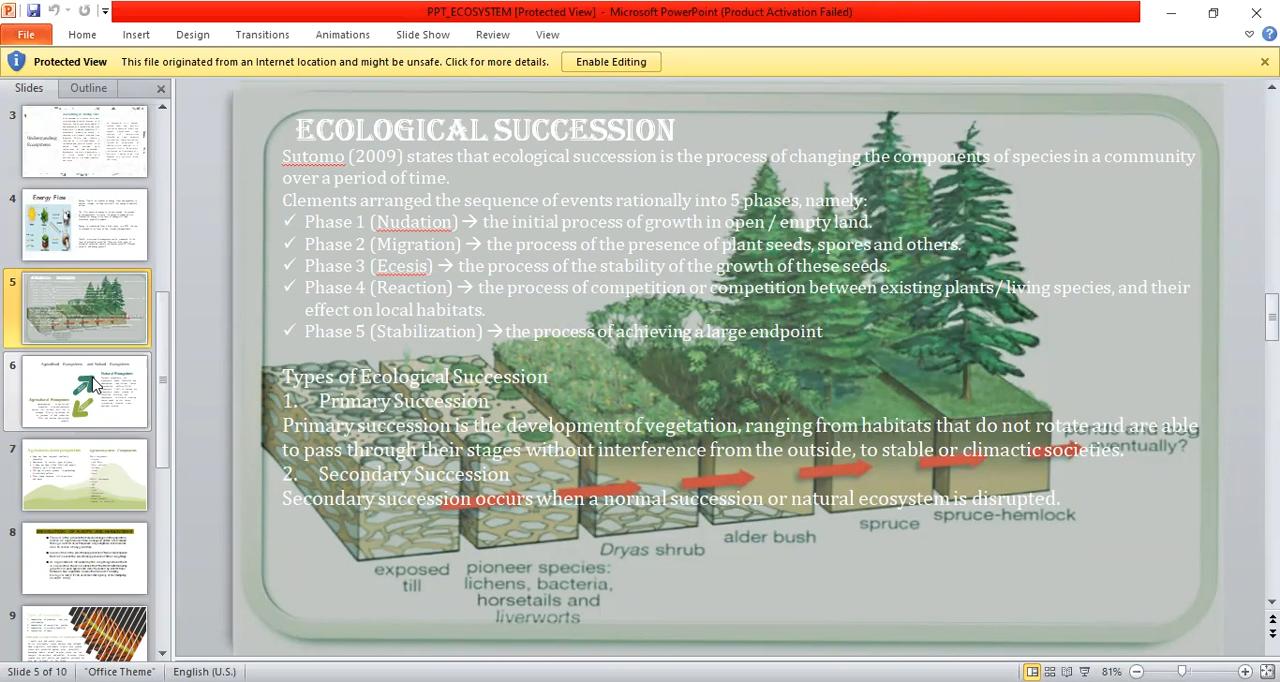 PPT_ECOSYSTEM [Protected View] - Microsoft PowerPoint (Product Activation Failed)
File Home Insert Design Transitions Animations Slide Show Review View
Protected View This file originated from an Internet location and might be unsafe. Click for more details. Enable Editing
Slides Outline
3
Understanding Ecosystems
4
Energy Flow
5
6
7
8
9
ECOLOGICAL SUCCESSION
(2009) states that ecological succession is the process of changing the components of species in a community
over a period of time.
Clements arranged the sequence of events rationally into 5 phases, namely:
✓ Phase 1 (Nudation) → the initial process of growth in open / empty land.
✓ Phase 2 (Migration) → the process of the presence of plant seeds, spores and others.
✓ Phase 3 (Ecesis) → the process of the stability of the growth of these seeds.
✓ Phase 4 (Reaction) → the process of competition or competition between existing plants/ living species, and their
effect on local habitats.
✓ Phase 5 (Stabilization) →the process of achieving a large endpoint
Types of Ecological Succession
1. Primary Succession
Primary succession is the development of vegetation, ranging from habitats that do not rotate and are able
to pass through their stages without interference from the outside, to stable or climactic societies.
2. Secondary Succession
Secondary succession occurs when a normal succession or natural ecosystem is disrupted.
eventually?
exposed
till
pioneer species:
lichens, bacteria,
horsetails and
liverworts
Dryas shrub
alder bush
spruce
spruce-hemlock
Slide 5 of 10 "Office Theme" English (U.S.) 81%